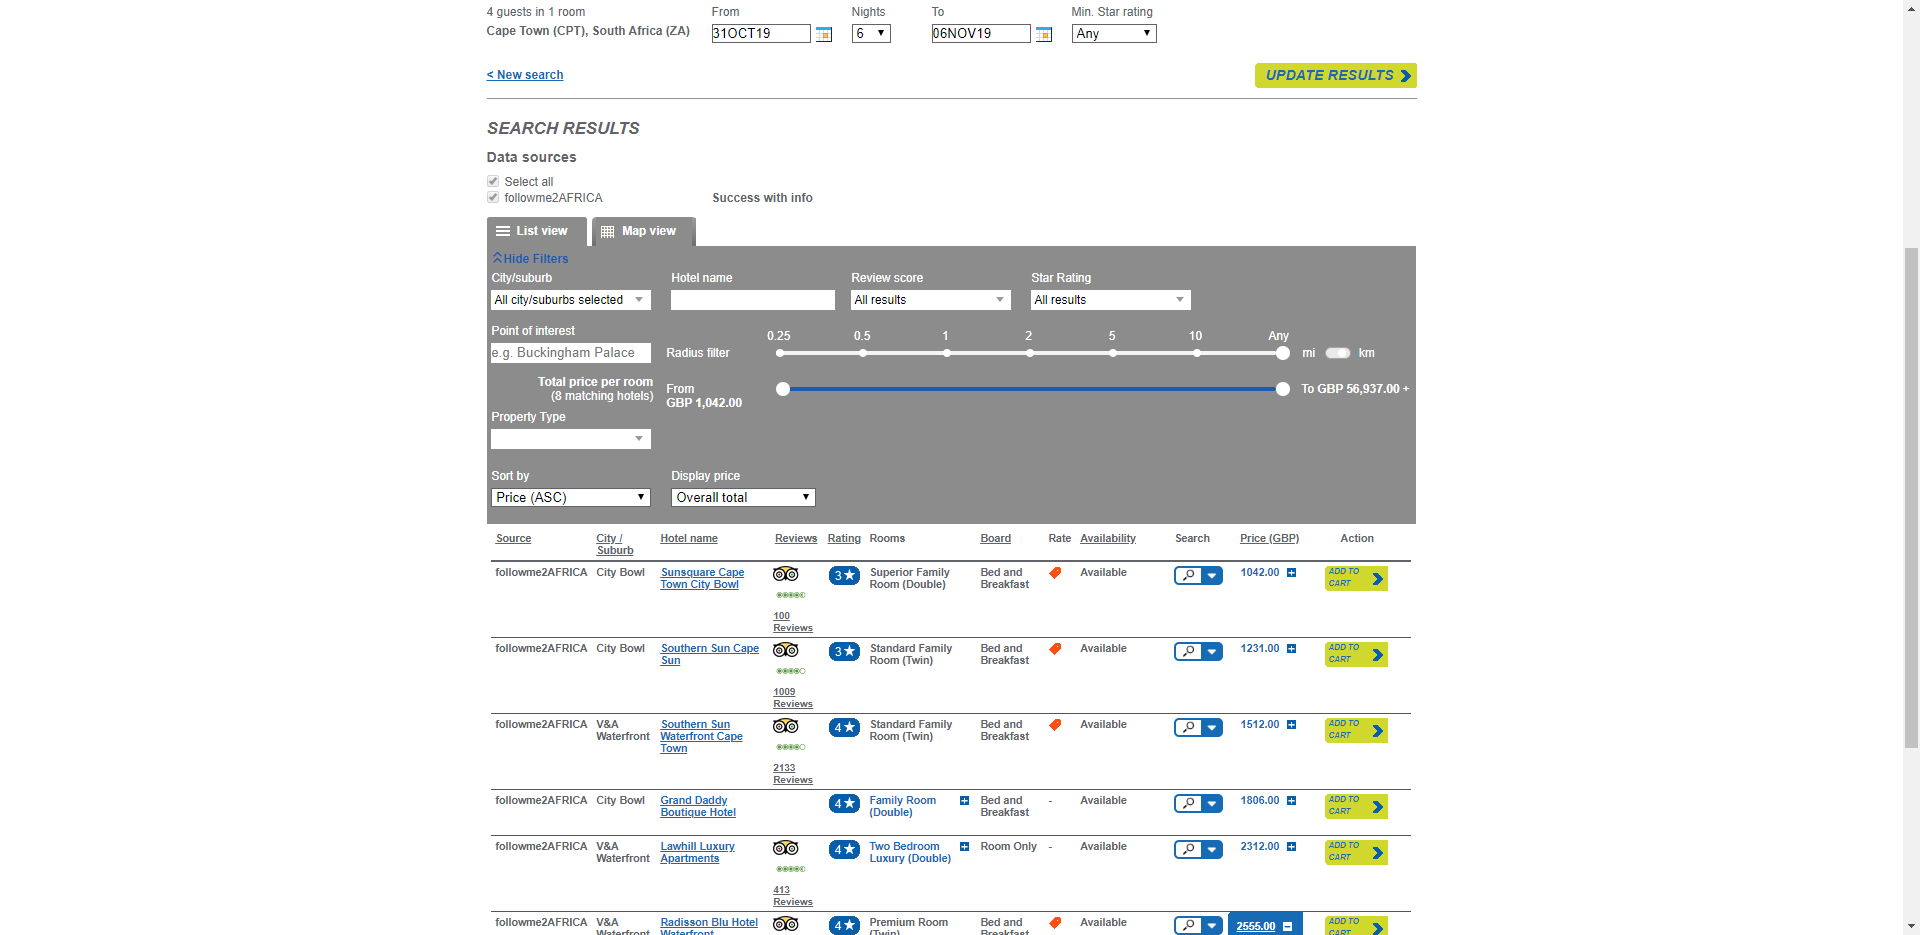 4 guests in 1 room
Cape Town (CPT), South Africa (ZA)
From
31OCT19
Nights
6
To
06NOV19
Min. Star rating
Any
< New search
UPDATE RESULTS
SEARCH RESULTS
Data sources
Select all
followme2AFRICA
Success with info
List view
Map view
Hide Filters
City/suburb
All city/suburbs selected
Hotel name
Review score
All results
Star Rating
All results
Point of interest
e.g. Buckingham Palace
Radius filter
0.25 0.5 1 2 5 10 Any
mi km
Total price per room
(8 matching hotels)
From
GBP 1,042.00
To GBP 56,937.00 +
Property Type
Sort by
Price (ASC)
Display price
Overall total
Source
City /
Suburb
Hotel name
Reviews
Rating
Rooms
Board
Rate
Availability
Search
Price (GBP)
Action
followme2AFRICA
City Bowl
Sunsquare Cape
Town City Bowl
100
Reviews
3
Superior Family
Room (Double)
Bed and
Breakfast
Available
1042.00
ADD TO
CART
followme2AFRICA
City Bowl
Southern Sun Cape
Sun
1009
Reviews
3
Standard Family
Room (Twin)
Bed and
Breakfast
Available
1231.00
ADD TO
CART
followme2AFRICA
V&A
Waterfront
Southern Sun
Waterfront Cape
Town
2133
Reviews
4
Standard Family
Room (Twin)
Bed and
Breakfast
Available
1512.00
ADD TO
CART
followme2AFRICA
City Bowl
Grand Daddy
Boutique Hotel
4
Family Room
(Double)
Bed and
Breakfast
-
Available
1806.00
ADD TO
CART
followme2AFRICA
V&A
Waterfront
Lawhill Luxury
Apartments
413
Reviews
4
Two Bedroom
Luxury (Double)
Room Only
-
Available
2312.00
ADD TO
CART
followme2AFRICA
V&A
Waterfront
Radisson Blu Hotel
Waterfront
4
Premium Room
(Twin)
Bed and
Breakfast
Available
2555.00
ADD TO
CART